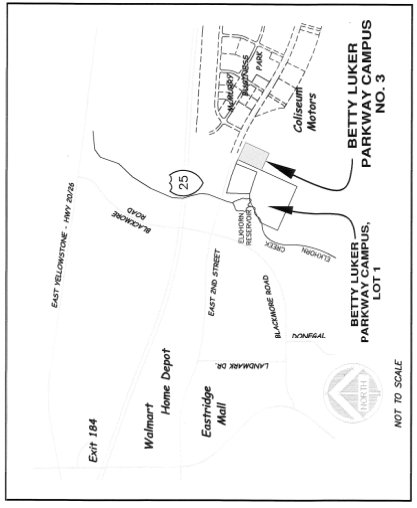 EAST YELLOWSTONE - HWY 20/26
BLACKMORE
ROAD
25
BUSINESS
PARK
Coliseum
Motors
BETTY LUKER
PARKWAY CAMPUS
NO. 3
ELKHORN
RESERVOIR
ELKHORN
CREEK
BETTY LUKER
PARKWAY CAMPUS,
LOT 1
EAST 2ND STREET
BLACKMORE ROAD
DONEGAL
LANDMARK DR.
Exit 184
Walmart
Home Depot
Eastridge
Mall
NORTH
NOT TO SCALE